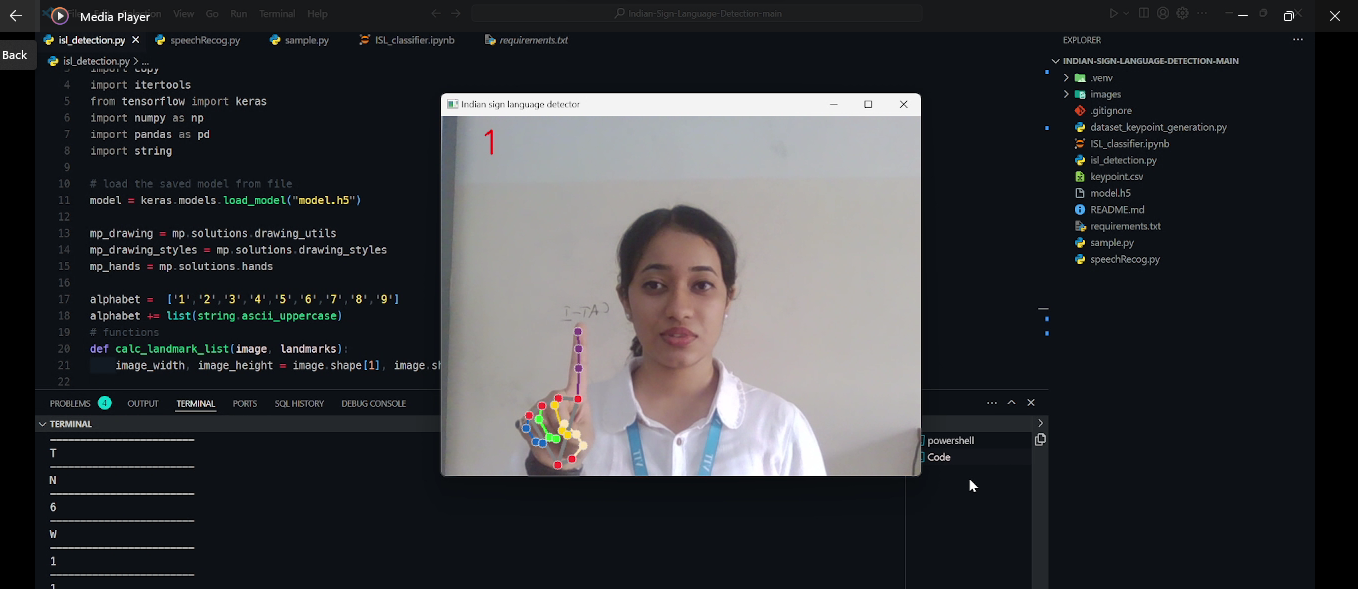 File Edit Selection View Go Run Terminal Help
Media Player
Indian-Sign-Language-Detection-main
Back
isl_detection.py
speechRecog.py
sample.py
ISL_classifier.ipynb
requirements.txt
isl_detection.py > ...
3 import copy
4 import itertools
5 from tensorflow import keras
6 import numpy as np
7 import pandas as pd
8 import string
9
10 # load the saved model from file
11 model = keras.models.load_model("model.h5")
12
13 mp_drawing = mp.solutions.drawing_utils
14 mp_drawing_styles = mp.solutions.drawing_styles
15 mp_hands = mp.solutions.hands
16
17 alphabet = ['1','2','3','4','5','6','7','8','9']
18 alphabet += list(string.ascii_uppercase)
19 # functions
20 def calc_landmark_list(image, landmarks):
21 image_width, image_height = image.shape[1], image.sh
22
Indian sign language detector
1
EXPLORER
INDIAN-SIGN-LANGUAGE-DETECTION-MAIN
.venv
images
.gitignore
dataset_keypoint_generation.py
ISL_classifier.ipynb
isl_detection.py
keypoint.csv
model.h5
README.md
requirements.txt
sample.py
speechRecog.py
PROBLEMS 4 OUTPUT TERMINAL PORTS SQL HISTORY DEBUG CONSOLE
TERMINAL
T
N
6
W
1
1
powershell
Code